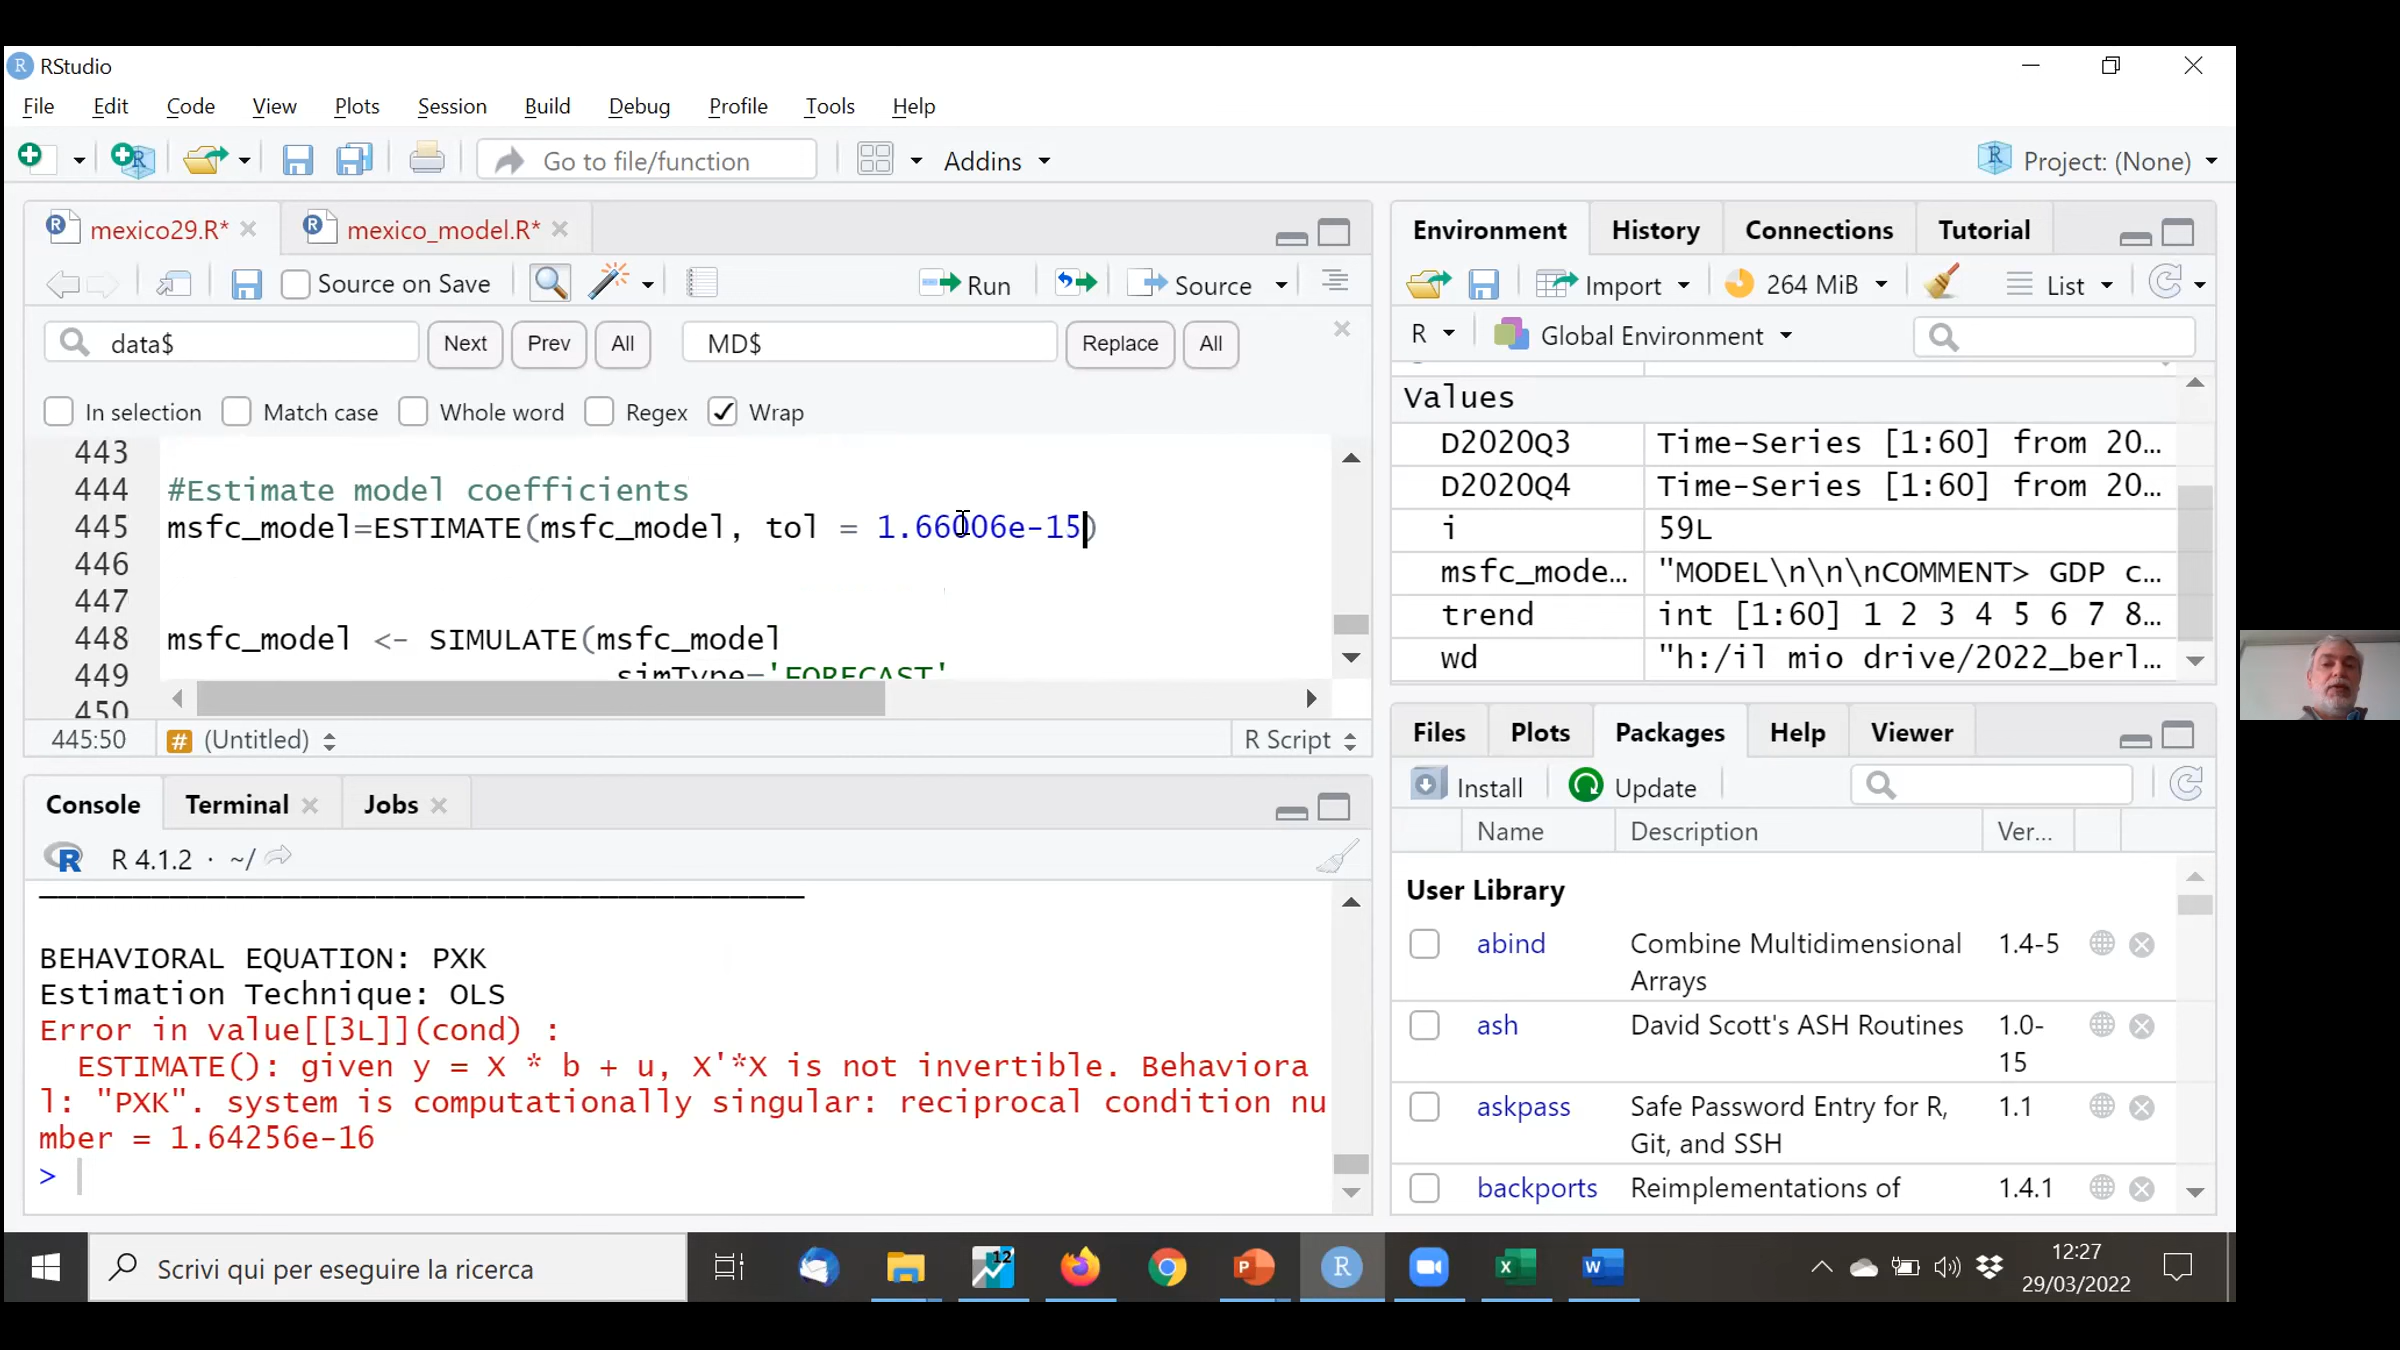 RStudio
File Edit Code View Plots Session Build Debug Profile Tools Help
Go to file/function Addins Project: (None)
mexico29.R* mexico_model.R*
Source on Save Run Source
data$ Next Prev All MD$ Replace All
In selection Match case Whole word Regex Wrap
443
444 #Estimate model coefficients
445 msfc_model=ESTIMATE(msfc_model, tol = 1.66006e-15)
446
447
448 msfc_model <- SIMULATE(msfc_model
449 simType='FORECAST'
450
445:50 # (Untitled) R Script
Console Terminal Jobs
R 4.1.2 · ~/
BEHAVIORAL EQUATION: PXK
Estimation Technique: OLS
Error in value[[3L]](cond) :
ESTIMATE(): given y = X * b + u, X'*X is not invertible. Behaviora
l: "PXK". system is computationally singular: reciprocal condition nu
mber = 1.64256e-16
>
Environment History Connections Tutorial
Import 264 MiB List
R Global Environment
Values
D2020Q3 Time-Series [1:60] from 20…
D2020Q4 Time-Series [1:60] from 20…
i 59L
msfc_mode… "MODEL\n\n\nCOMMENT> GDP c…
trend int [1:60] 1 2 3 4 5 6 7 8…
wd "h:/il mio drive/2022_berl…
Files Plots Packages Help Viewer
Install Update
Name Description Ver...
User Library
abind Combine Multidimensional Arrays 1.4-5
ash David Scott's ASH Routines 1.0-15
askpass Safe Password Entry for R, Git, and SSH 1.1
backports Reimplementations of 1.4.1
Scrivi qui per eseguire la ricerca
12
12:27
29/03/2022